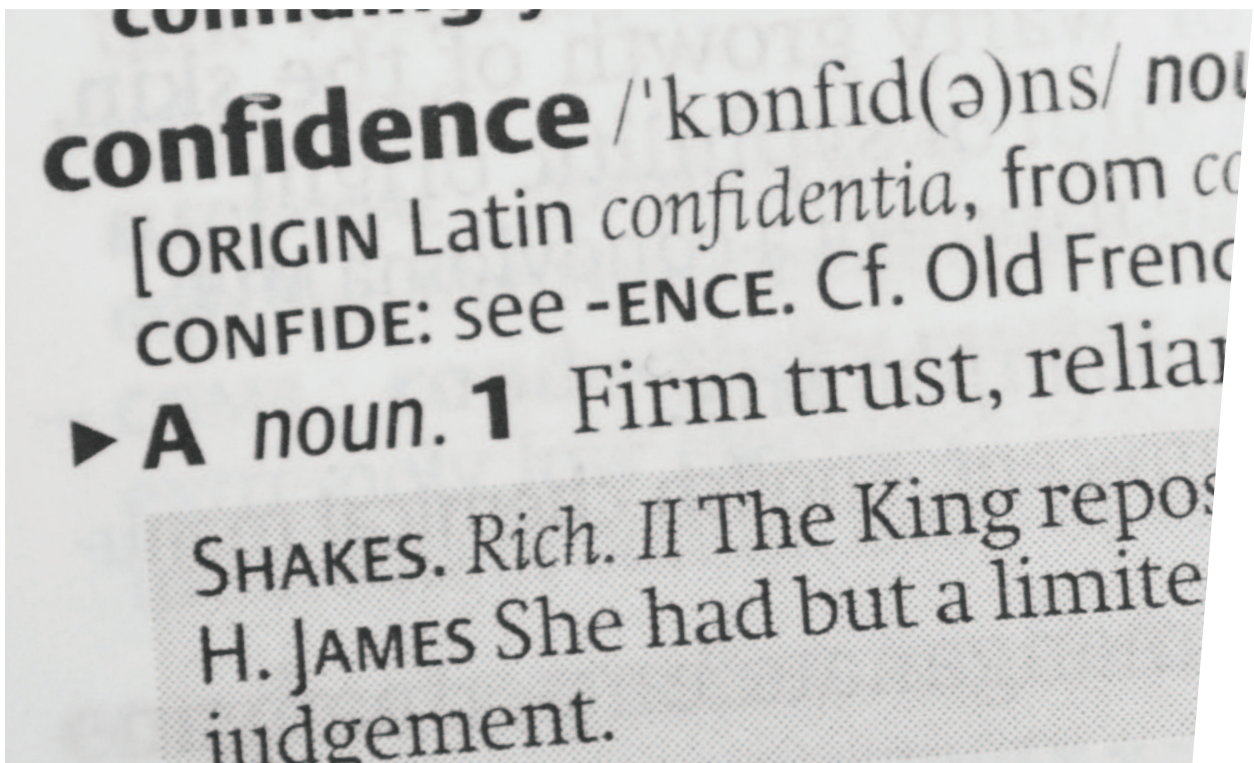 confidence /ˈkɒnfɪd(ə)ns/
[ORIGIN Latin confidentia, from
CONFIDE: see -ENCE. Cf. Old
▶ A noun. 1 Firm trust,
SHAKES. Rich. II The King
H. JAMES She had but a
judgement.